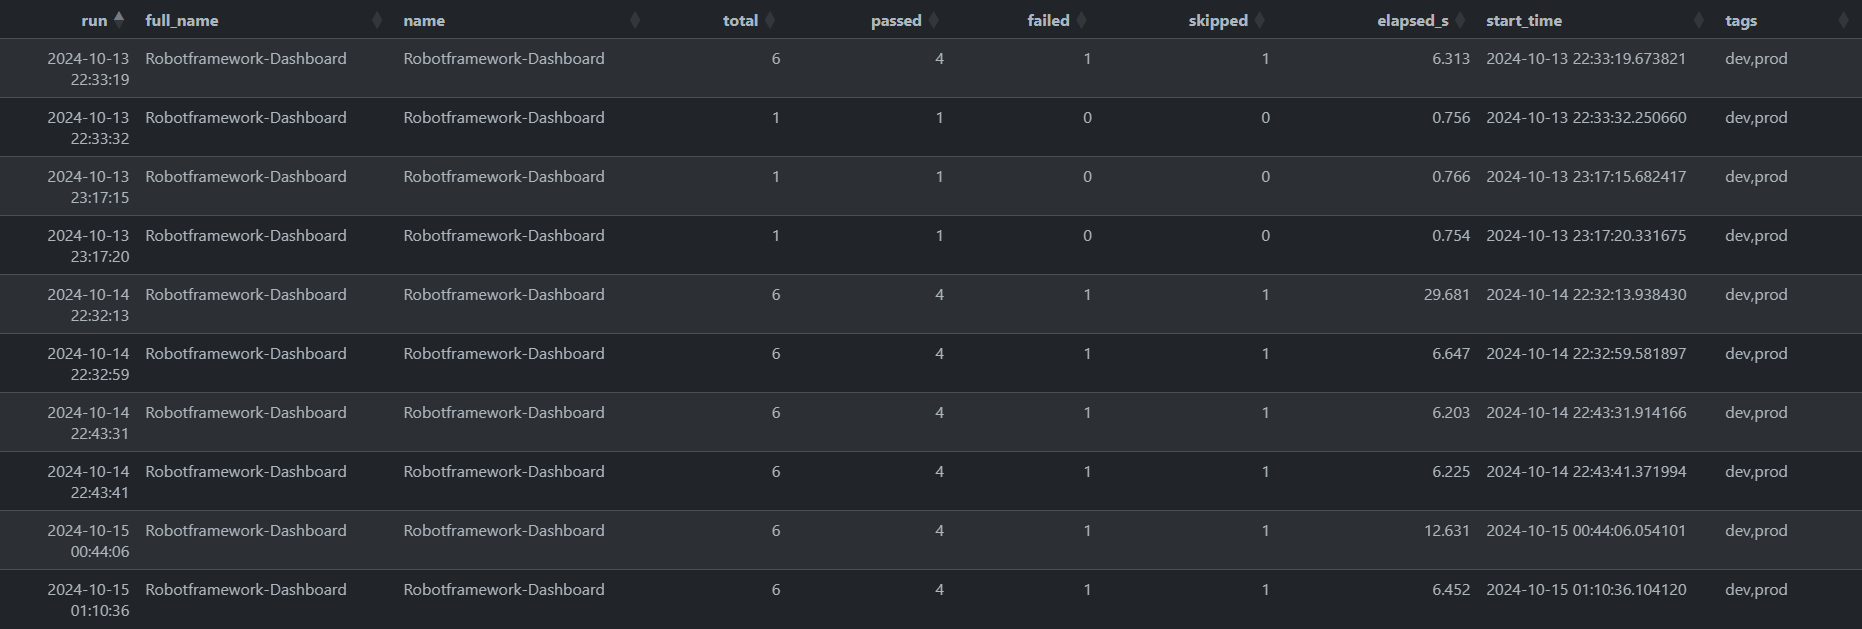 run full_name name total passed failed skipped elapsed_s start_time tags
2024-10-13 Robotframework-Dashboard Robotframework-Dashboard 6 4 1 1 6.313 2024-10-13 22:33:19.673821 dev,prod
22:33:19
2024-10-13 Robotframework-Dashboard Robotframework-Dashboard 1 1 0 0 0.756 2024-10-13 22:33:32.250660 dev,prod
22:33:32
2024-10-13 Robotframework-Dashboard Robotframework-Dashboard 1 1 0 0 0.766 2024-10-13 23:17:15.682417 dev,prod
23:17:15
2024-10-13 Robotframework-Dashboard Robotframework-Dashboard 1 1 0 0 0.754 2024-10-13 23:17:20.331675 dev,prod
23:17:20
2024-10-14 Robotframework-Dashboard Robotframework-Dashboard 6 4 1 1 29.681 2024-10-14 22:32:13.938430 dev,prod
22:32:13
2024-10-14 Robotframework-Dashboard Robotframework-Dashboard 6 4 1 1 6.647 2024-10-14 22:32:59.581897 dev,prod
22:32:59
2024-10-14 Robotframework-Dashboard Robotframework-Dashboard 6 4 1 1 6.203 2024-10-14 22:43:31.914166 dev,prod
22:43:31
2024-10-14 Robotframework-Dashboard Robotframework-Dashboard 6 4 1 1 6.225 2024-10-14 22:43:41.371994 dev,prod
22:43:41
2024-10-15 Robotframework-Dashboard Robotframework-Dashboard 6 4 1 1 12.631 2024-10-15 00:44:06.054101 dev,prod
00:44:06
2024-10-15 Robotframework-Dashboard Robotframework-Dashboard 6 4 1 1 6.452 2024-10-15 01:10:36.104120 dev,prod
01:10:36